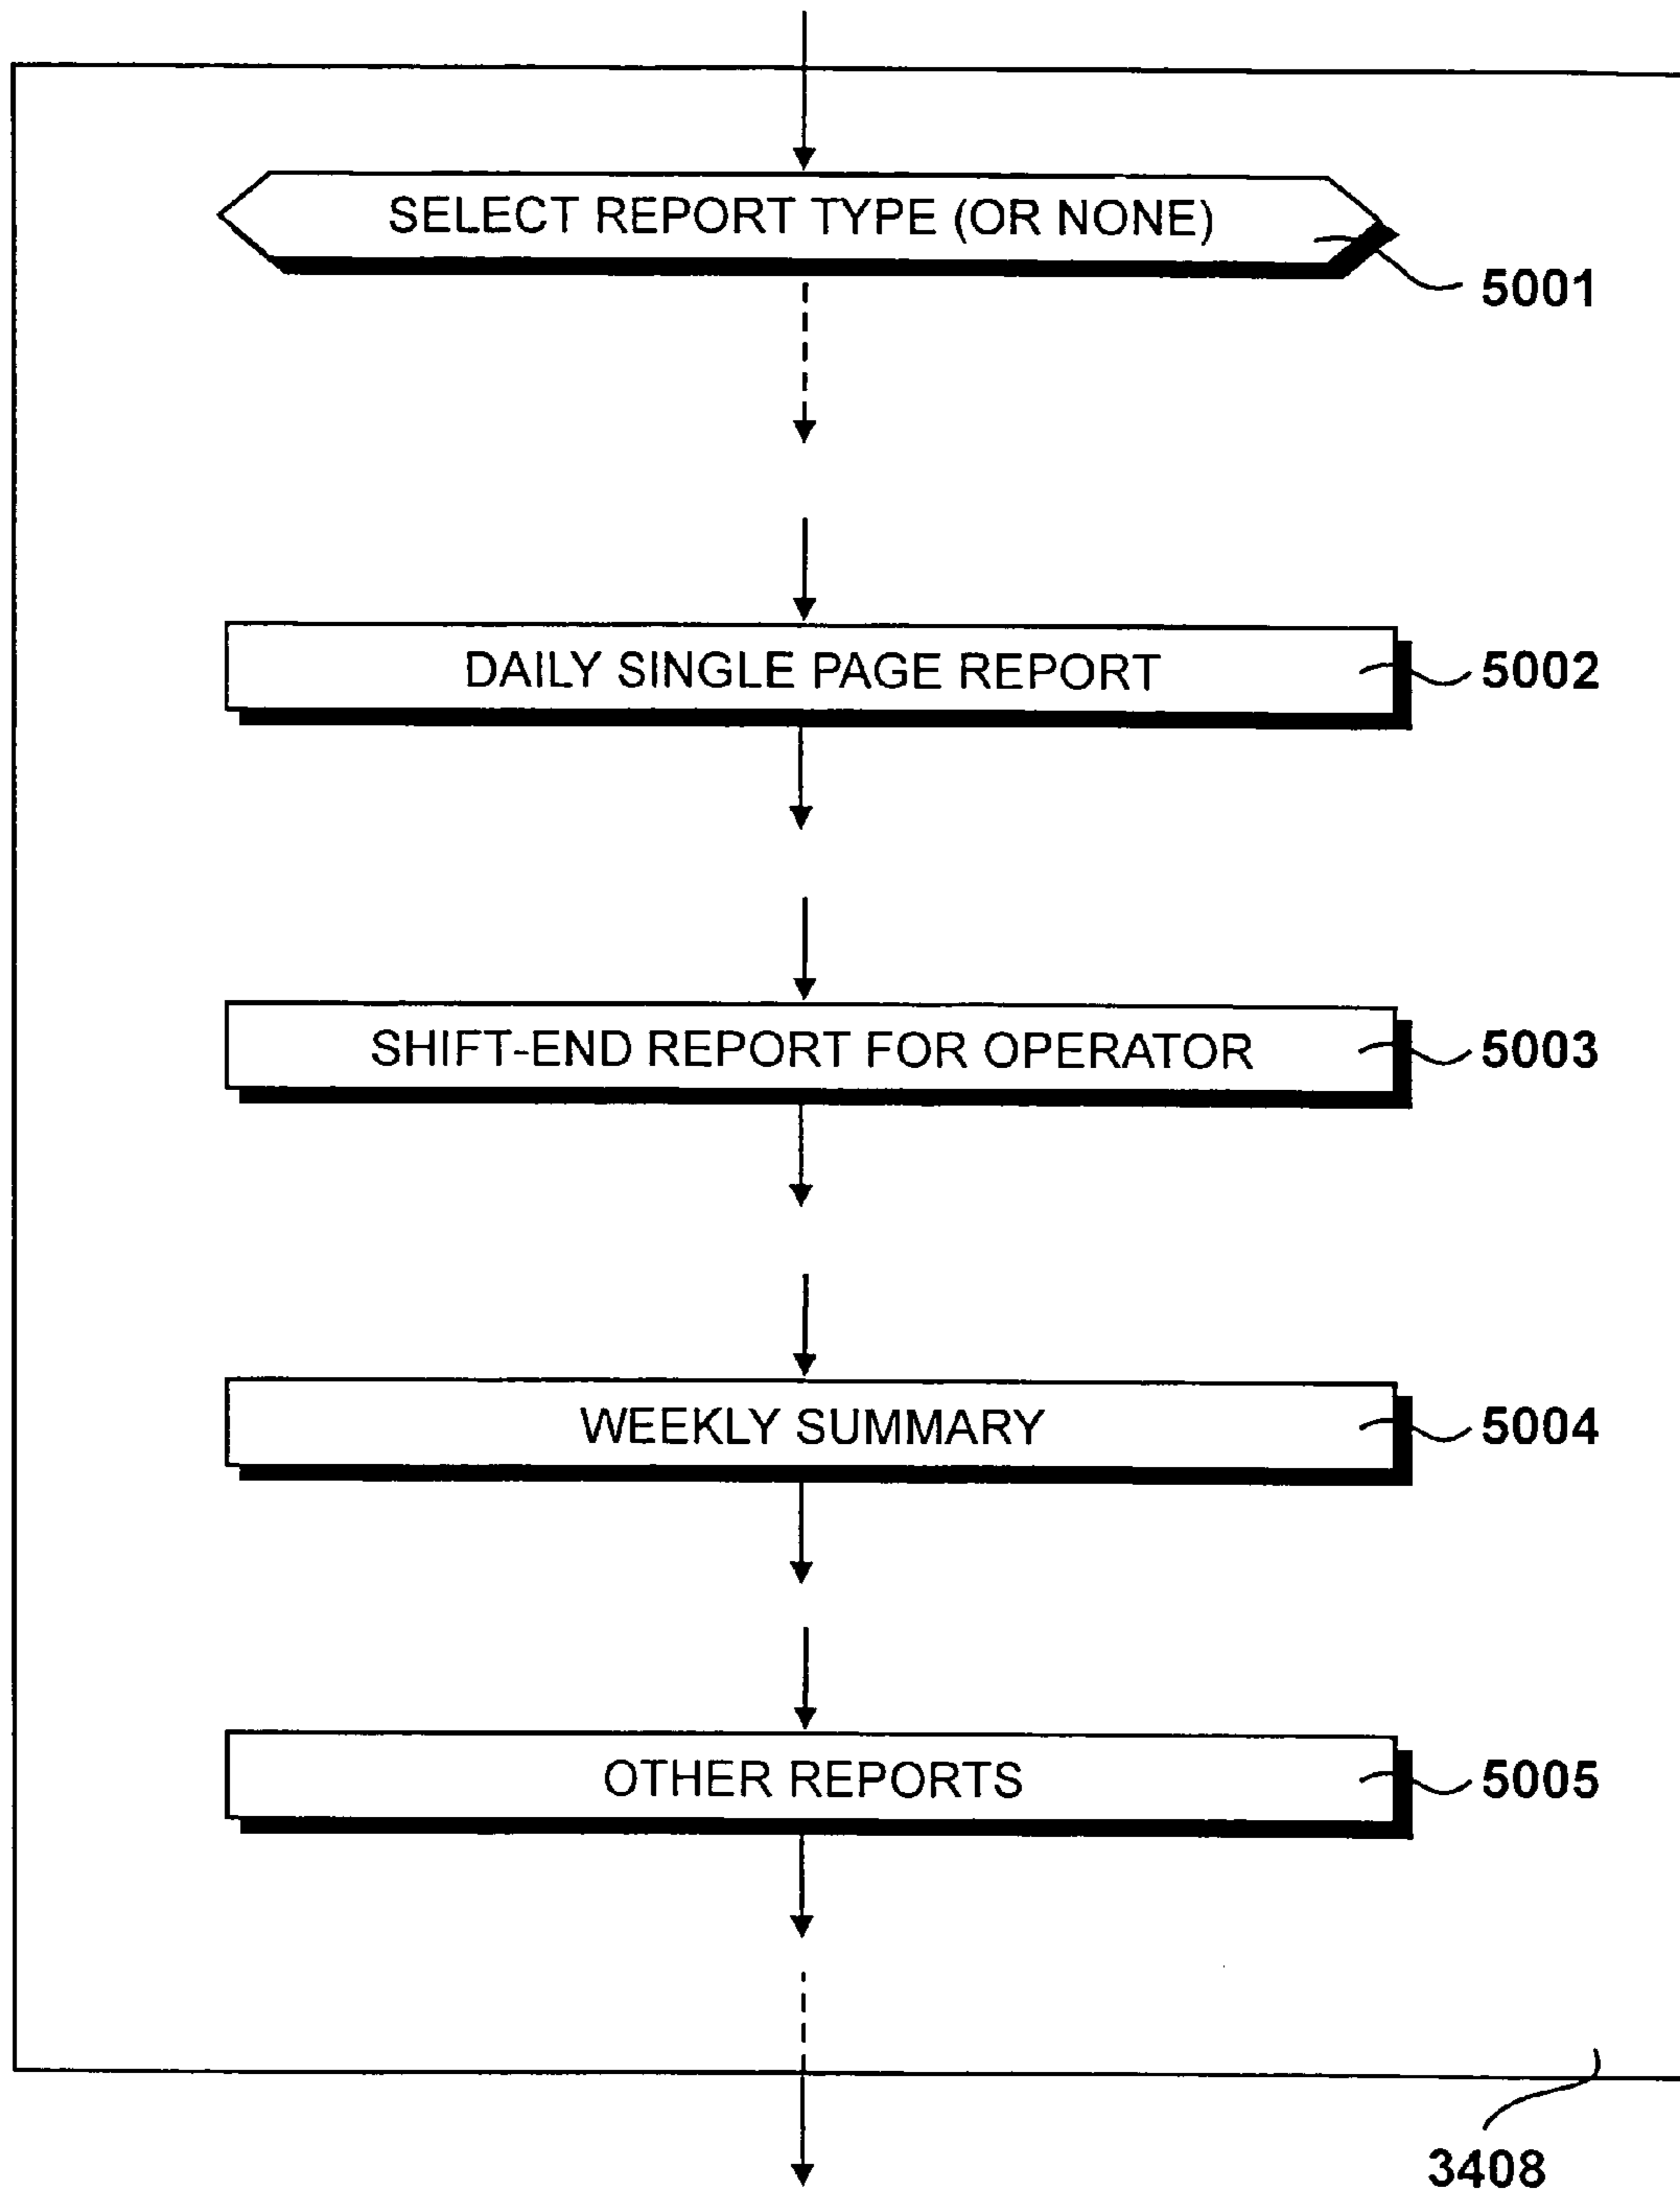 SELECT REPORT TYPE (OR NONE)
5001
DAILY SINGLE PAGE REPORT
5002
SHIFT-END REPORT FOR OPERATOR
5003
WEEKLY SUMMARY
5004
OTHER REPORTS
5005
3408